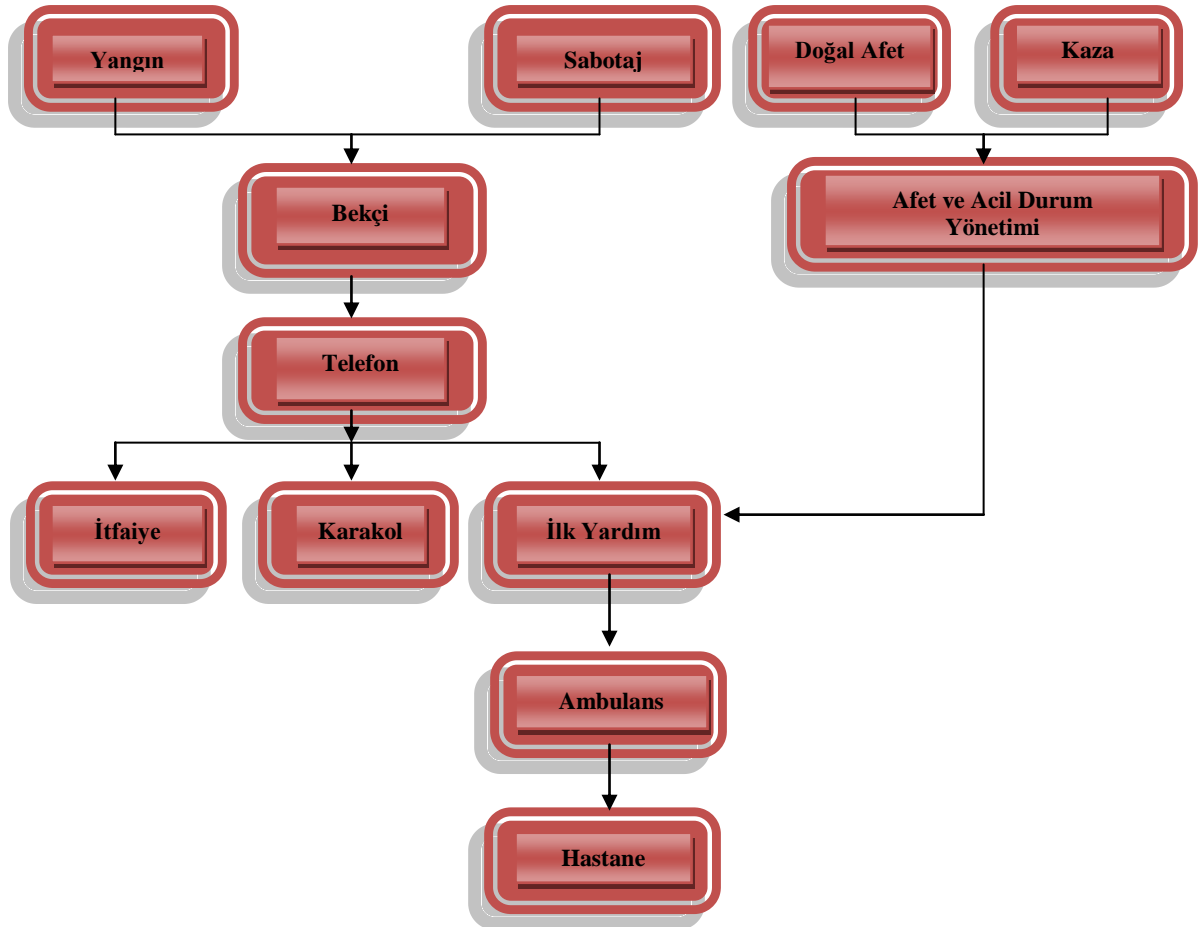 Yangın
Sabotaj
Doğal Afet
Kaza
Bekçi
Afet ve Acil Durum
Yönetimi
Telefon
İtfaiye
Karakol
İlk Yardım
Ambulans
Hastane